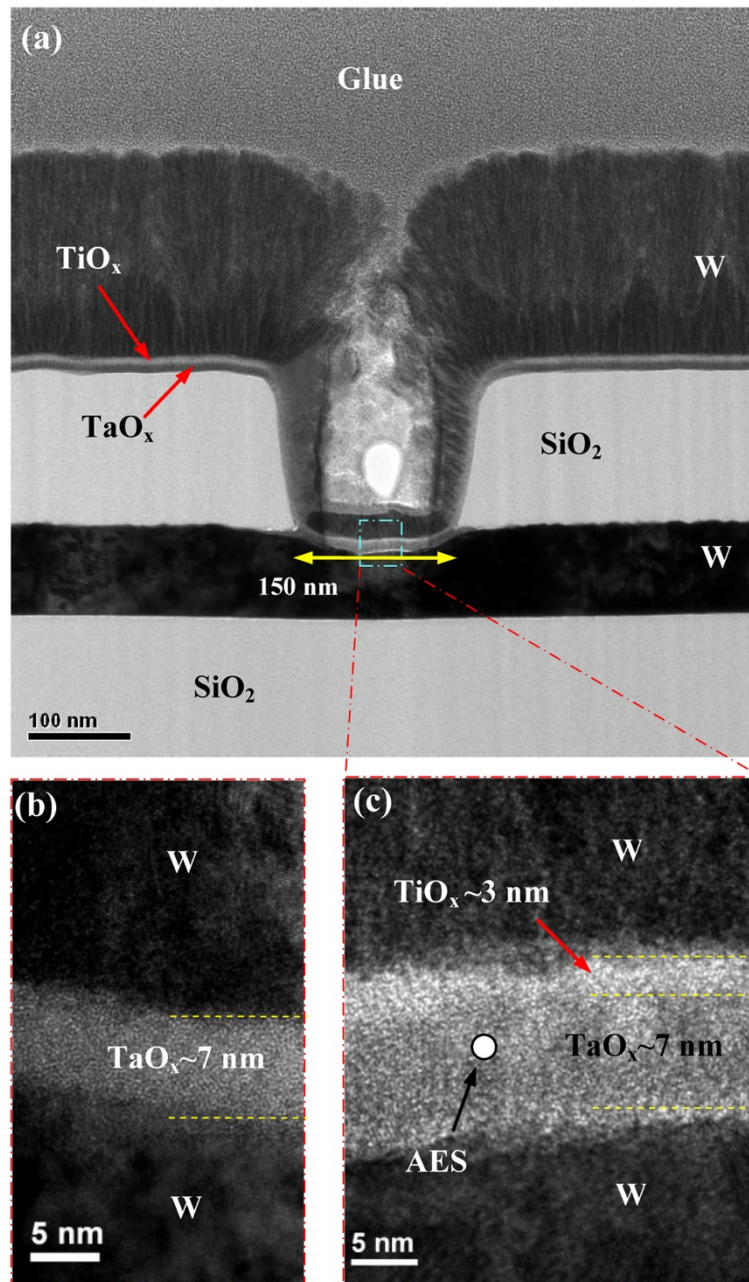 (a)
Glue
TiOₓ
W
TaOₓ
SiO₂
W
150 nm
SiO₂
100 nm
(b)
W
TaOₓ~7 nm
W
5 nm
(c)
W
TiOₓ~3 nm
TaOₓ~7 nm
AES
W
5 nm